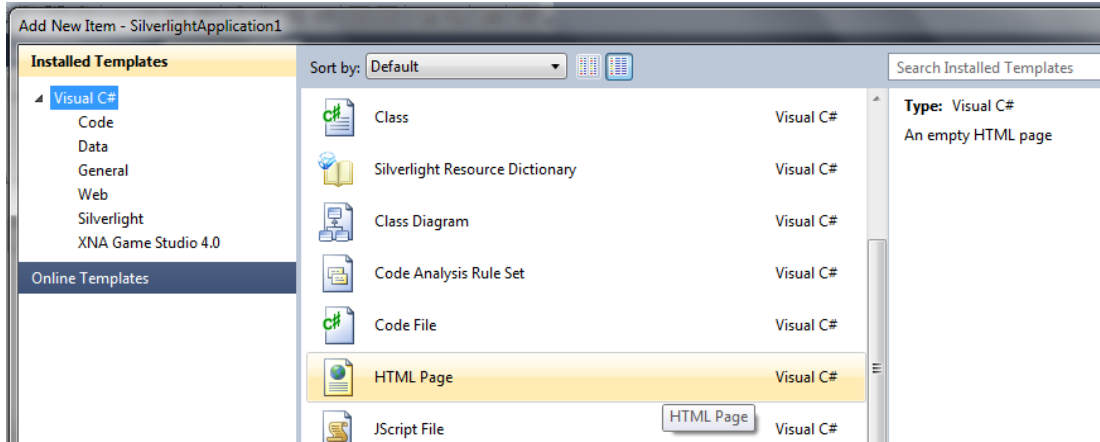 Add New Item - SilverlightApplication1
Installed Templates
Visual C#
Code
Data
General
Web
Silverlight
XNA Game Studio 4.0
Online Templates
Sort by: Default
Class Visual C#
Silverlight Resource Dictionary Visual C#
Class Diagram Visual C#
Code Analysis Rule Set Visual C#
Code File Visual C#
HTML Page Visual C#
HTML Page
JScript File Visual C#
Search Installed Templates
Type: Visual C#
An empty HTML page